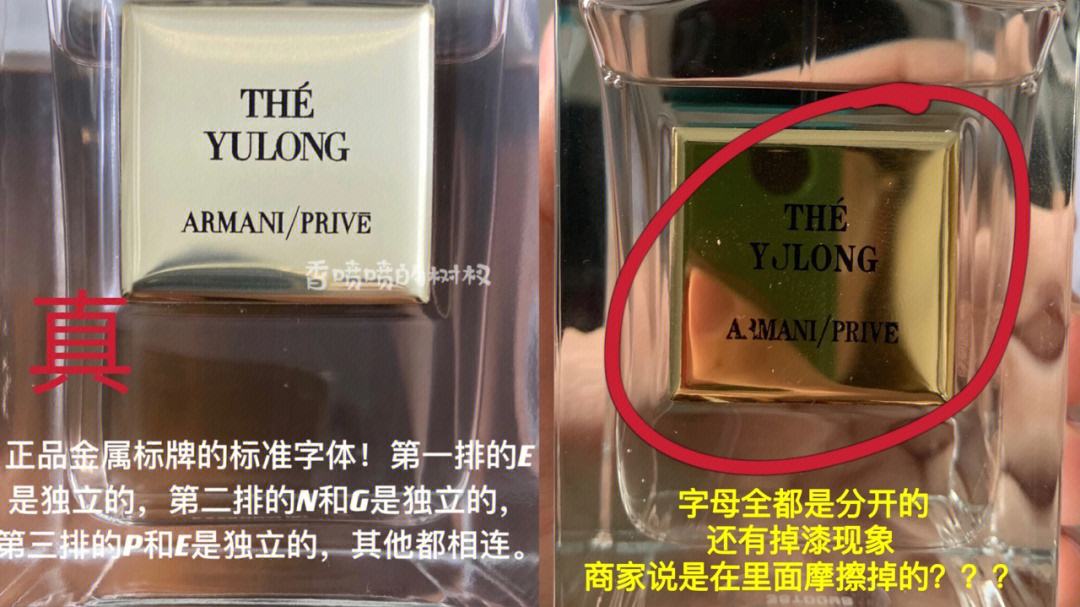 THÉ
YULONG
ARMANI/PRIVĒ
香喷喷的树杈
真
正品金属标牌的标准字体！第一排的E
是独立的，第二排的N和G是独立的，
第三排的P和E是独立的，其他都相连。
THÉ
YJLONG
ARMANI/PRIVE
字母全都是分开的
还有掉漆现象
商家说是在里面摩擦掉的？？？